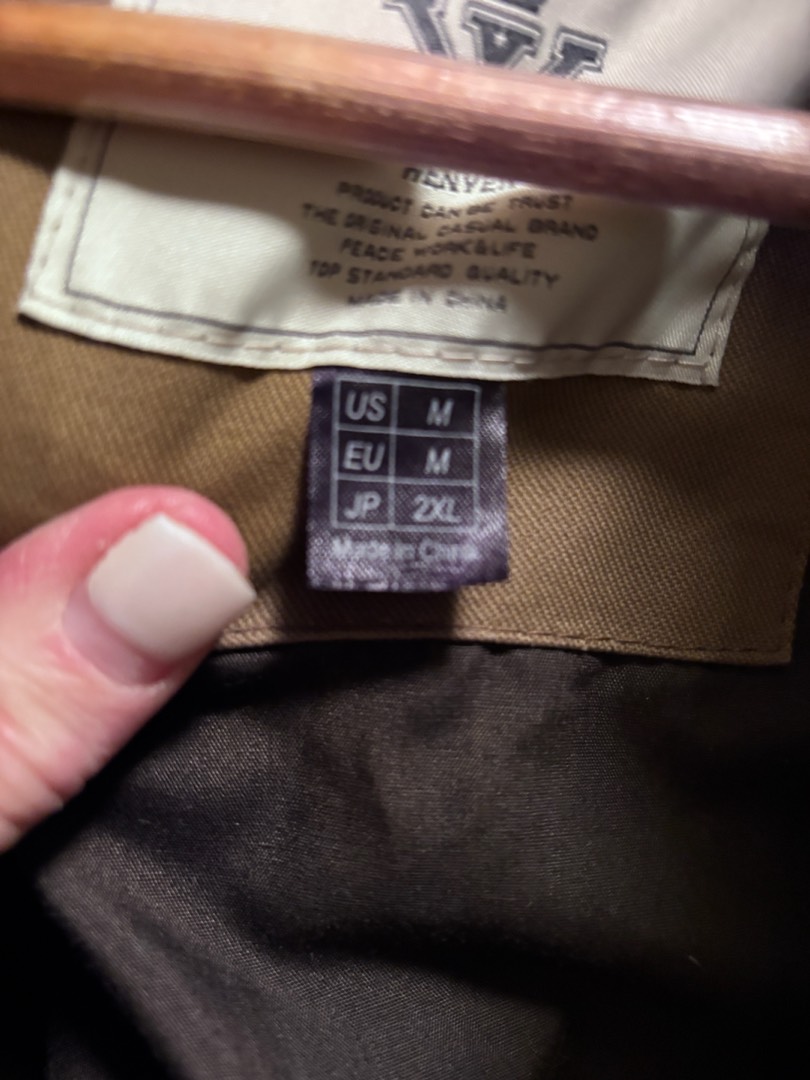 PRODUCT CAN BE TRUST
THE ORIGINAL CASUAL BRAND
PEACE WORK&LIFE
TOP STANDARD QUALITY
MADE IN CHINA
US M
EU M
JP 2XL
Made in China